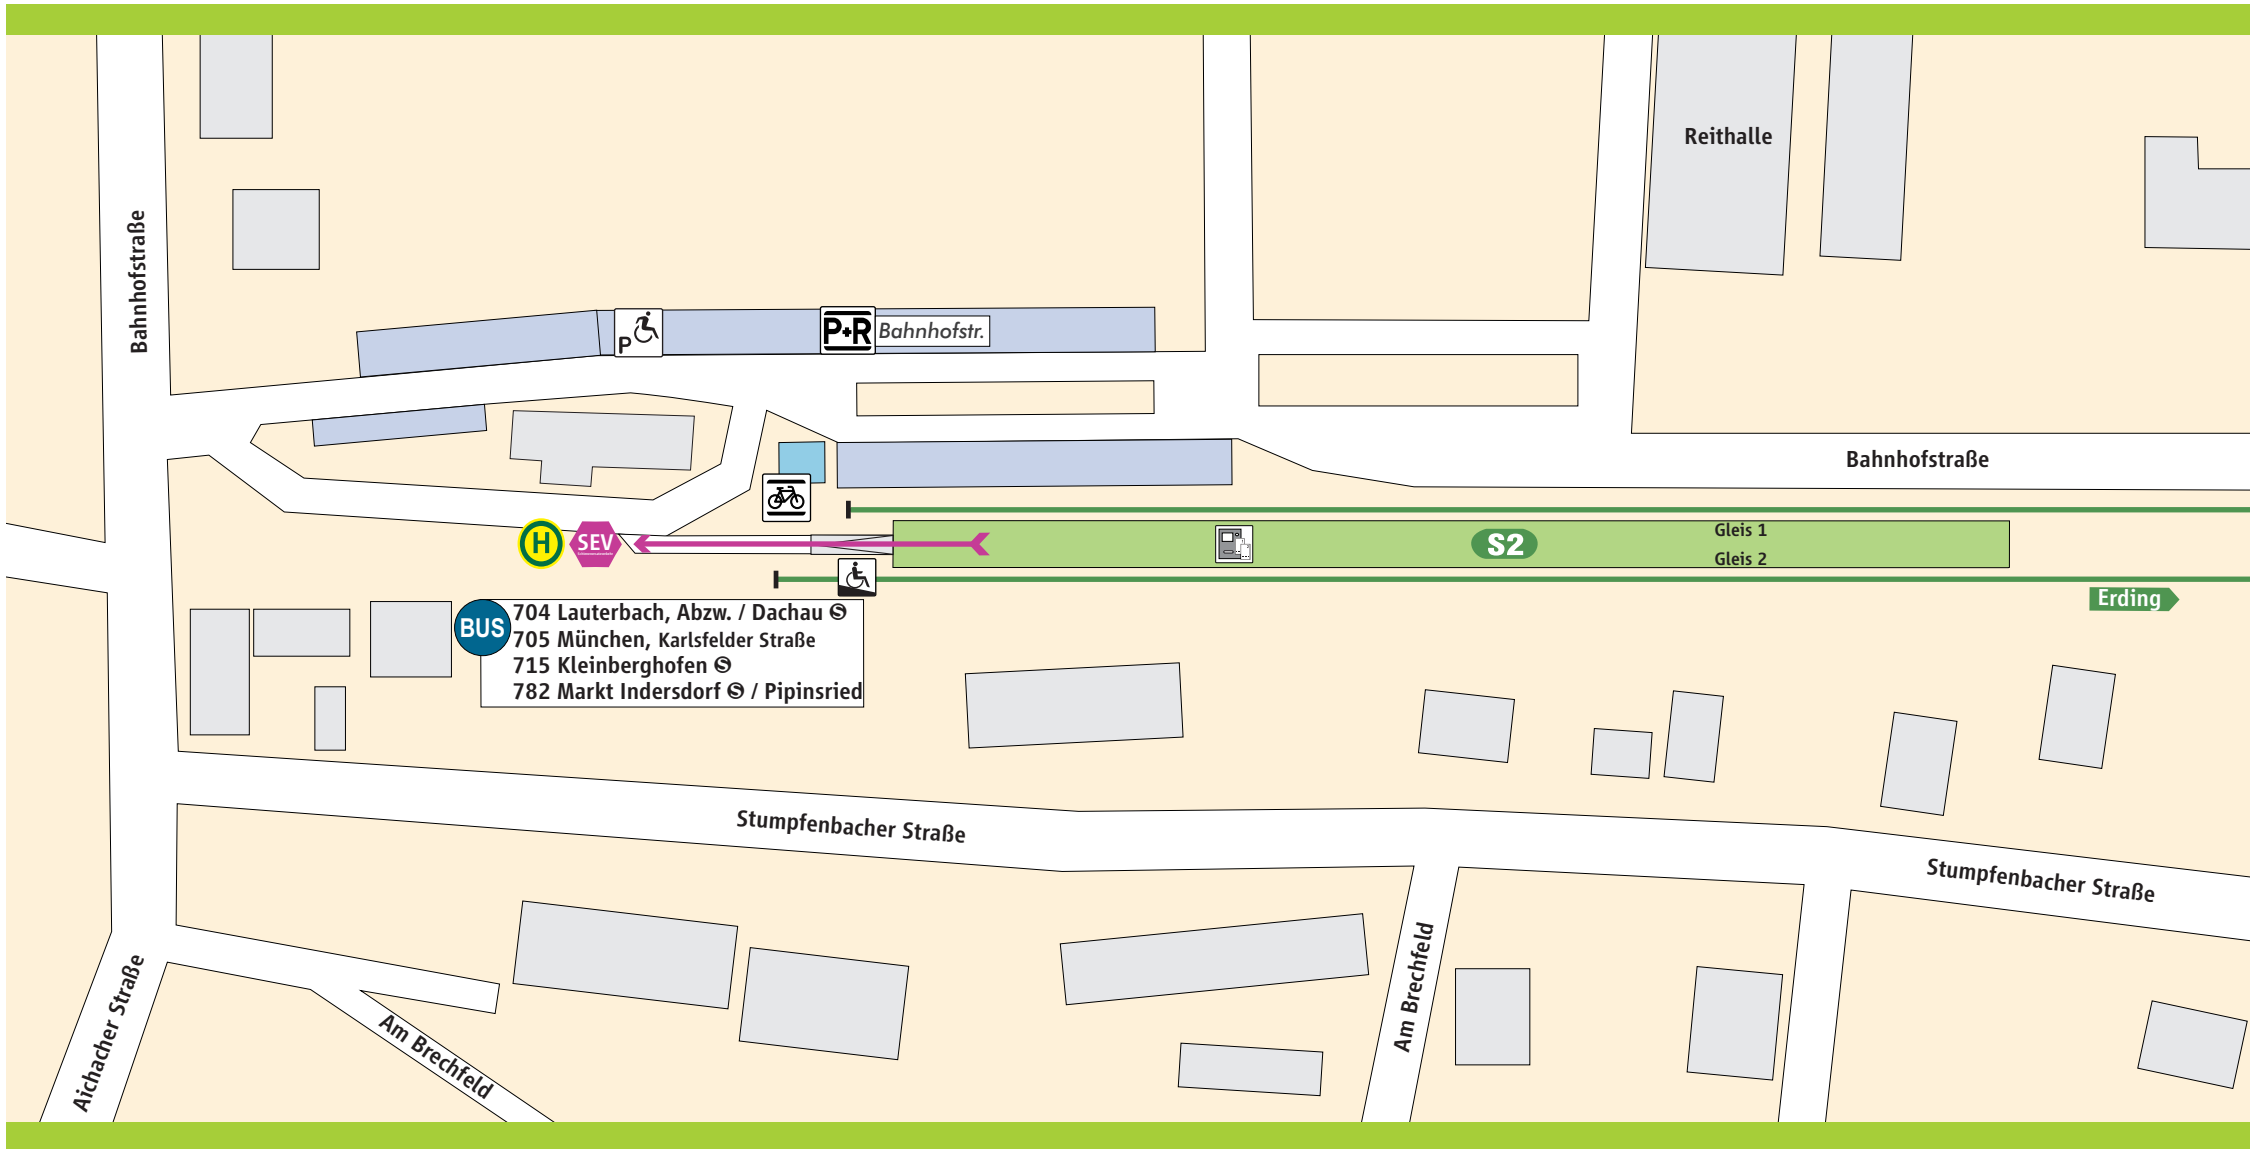 Reithalle
Bahnhofstraße
P
P+R Bahnhofstr.
Bahnhofstraße
H
SEV
S2
Gleis 1
Gleis 2
Erding
BUS
704 Lauterbach, Abzw. / Dachau S
705 München, Karlsfelder Straße
715 Kleinberghofen S
782 Markt Indersdorf S / Pipinsried
Stumpfenbacher Straße
Stumpfenbacher Straße
Aichacher Straße
Am Brechfeld
Am Brechfeld